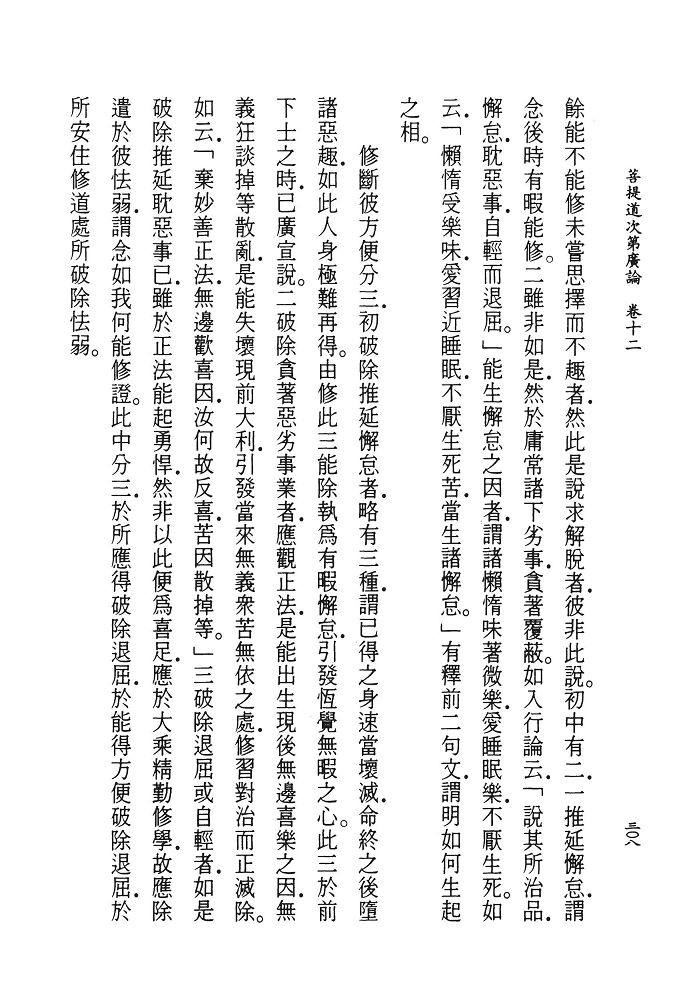 菩提道次第廣論　卷十二
三〇八
餘能不能修未嘗思擇而不趣者．然此是說求解脫者．彼非此說。初中有二．一推延懈怠．謂
念後時有暇能修。二雖非如是．然於庸常諸下劣事．貪著覆蔽。如入行論云．「說其所治品．
懈怠．耽惡事．自輕而退屈。」能生懈怠之因者．謂諸懶惰味著微樂．愛睡眠樂．不厭生死。如
云．「懶惰受樂味．愛習近睡眠．不厭生死苦．當生諸懈怠。」有釋前二句文．謂明如何生起
之相。
修斷彼方便分三．初破除推延懈怠者．略有三種．謂已得之身速當壞滅．命終之後墮
諸惡趣．如此人身極難再得。由修此三能除執爲有暇懈怠．引發恆覺無暇之心。此三於前
下士之時．已廣宣說。二破除貪著惡劣事業者．應觀正法．是能出生現後無邊喜樂之因．無
義狂談掉等散亂．是能失壞現前大利．引發當來無義衆苦無依之處．修習對治而正滅除。
如云．「棄妙善正法．無邊歡喜因．汝何故反喜．苦因散掉等。」三破除退屈或自輕者．如是
破除推延耽惡事已．雖於正法能起勇悍．然非以此便爲喜足．應於大乘精勤修學．故應除
遣於彼怯弱．謂念如我何能修證。此中分三．於所應得破除退屈．於能得方便破除退屈．於
所安住修道處所破除怯弱。